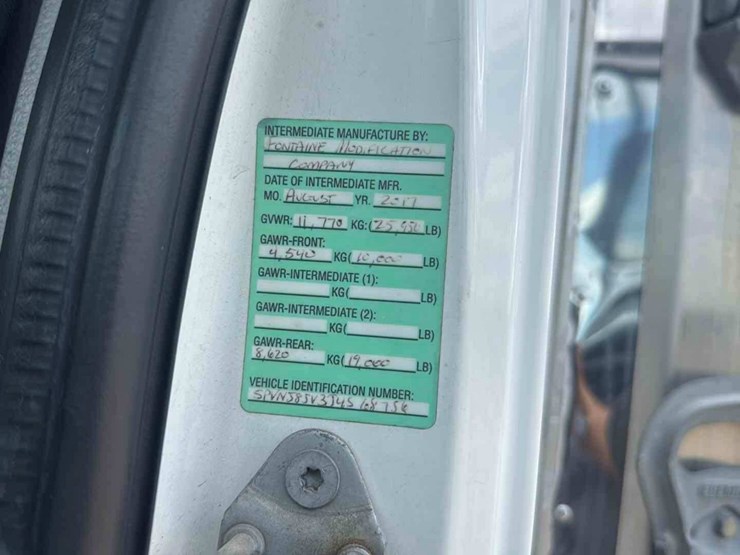 INTERMEDIATE MANUFACTURE BY:
FONTAINE MODIFICATION
COMPANY
DATE OF INTERMEDIATE MFR.
MO. AUGUST YR. 2017
GVWR: 11,770 KG: (25,950 LB)
GAWR-FRONT:
4,540 KG( 10,000 LB)
GAWR-INTERMEDIATE (1):
KG( LB)
GAWR-INTERMEDIATE (2):
KG( LB)
GAWR-REAR:
8,620 KG( 19,000 LB)
VEHICLE IDENTIFICATION NUMBER: